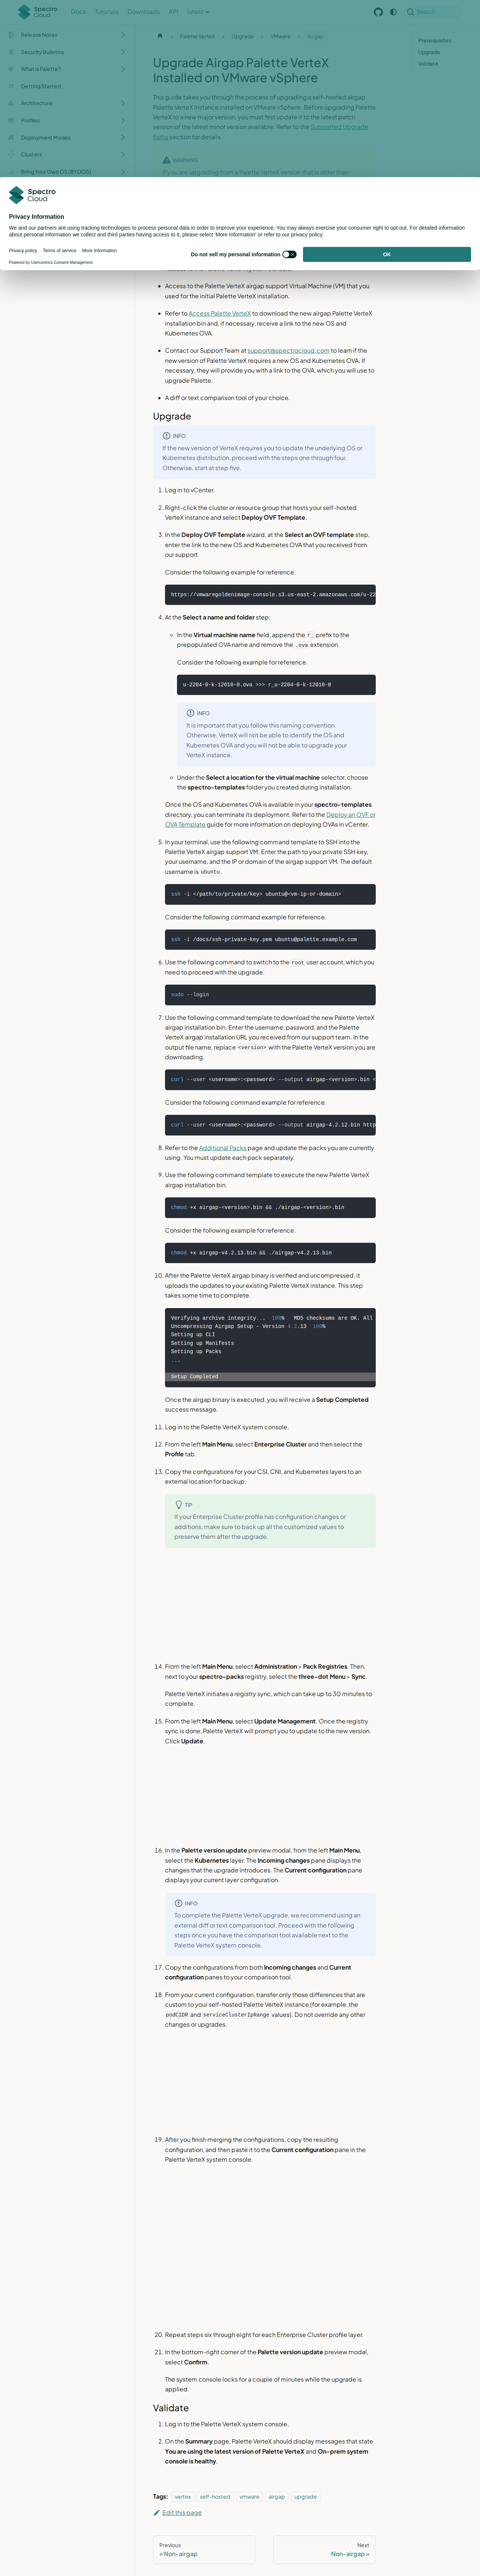 Spectro Cloud
Docs
Tutorials
Downloads
API
latest
Search
Release Notes
Security Bulletins
What is Palette?
Getting Started
Architecture
Profiles
Deployment Modes
Clusters
Bring Your Own OS (BYOOS)
Palette VerteX
Upgrade
VMware
Airgap
Prerequisites
Upgrade
Validate
Upgrade Airgap Palette VerteX
Installed on VMware vSphere
This guide takes you through the process of upgrading a self-hosted airgap
Palette VerteX instance installed on VMware vSphere. Before upgrading Palette
VerteX to a new major version, you must first update it to the latest patch
version of the latest minor version available. Refer to the Supported Upgrade
Paths section for details.
WARNING
If you are upgrading from a Palette VerteX version that is older than
Spectro Cloud
Privacy Information
We and our partners are using tracking technologies to process personal data in order to improve your experience. You may always exercise your consumer right to opt-out. For detailed information
about personal information we collect and third parties having access to it, please select 'More Information' or refer to our privacy policy.
Privacy policy
Terms of service
More Information
Powered by Usercentrics Consent Management
Do not sell my personal information
OK
Access to the Palette VerteX system console.
Access to the Palette VerteX airgap support Virtual Machine (VM) that you
used for the initial Palette VerteX installation.
Refer to Access Palette VerteX to download the new airgap Palette VerteX
installation bin and, if necessary, receive a link to the new OS and
Kubernetes OVA.
Contact our Support Team at support@spectrocloud.com to learn if the
new version of Palette VerteX requires a new OS and Kubernetes OVA. If
necessary, they will provide you with a link to the OVA, which you will use to
upgrade Palette.
A diff or text comparison tool of your choice.
Upgrade
INFO
If the new version of VerteX requires you to update the underlying OS or
Kubernetes distribution, proceed with the steps one through four.
Otherwise, start at step five.
1. Log in to vCenter.
2. Right-click the cluster or resource group that hosts your self-hosted
VerteX instance and select Deploy OVF Template.
3. In the Deploy OVF Template wizard, at the Select an OVF template step,
enter the link to the new OS and Kubernetes OVA that you received from
our support.
Consider the following example for reference.
https://vmwaregoldenimage-console.s3.us-east-2.amazonaws.com/u-22
4. At the Select a name and folder step:
In the Virtual machine name field, append the r_ prefix to the
prepopulated OVA name and remove the .ova extension.
Consider the following example for reference.
u-2204-0-k-12610-0.ova >>> r_u-2204-0-k-12610-0
INFO
It is important that you follow this naming convention.
Otherwise, VerteX will not be able to identify the OS and
Kubernetes OVA and you will not be able to upgrade your
VerteX instance.
Under the Select a location for the virtual machine selector, choose
the spectro-templates folder you created during installation.
Once the OS and Kubernetes OVA is available in your spectro-templates
directory, you can terminate its deployment. Refer to the Deploy an OVF or
OVA Template guide for more information on deploying OVAs in vCenter.
5. In your terminal, use the following command template to SSH into the
Palette VerteX airgap support VM. Enter the path to your private SSH key,
your username, and the IP or domain of the airgap support VM. The default
username is ubuntu.
ssh -i </path/to/private/key> ubuntu@<vm-ip-or-domain>
Consider the following command example for reference.
ssh -i /docs/ssh-private-key.pem ubuntu@palette.example.com
6. Use the following command to switch to the root user account, which you
need to proceed with the upgrade.
sudo --login
7. Use the following command template to download the new Palette VerteX
airgap installation bin. Enter the username, password, and the Palette
VerteX airgap installation URL you received from our support team. In the
output file name, replace <version> with the Palette VerteX version you are
downloading.
curl --user <username>:<password> --output airgap-<version>.bin <
Consider the following command example for reference.
curl --user <username>:<password> --output airgap-4.2.12.bin http
8. Refer to the Additional Packs page and update the packs you are currently
using. You must update each pack separately.
9. Use the following command template to execute the new Palette VerteX
airgap installation bin.
chmod +x airgap-<version>.bin && ./airgap-<version>.bin
Consider the following example for reference.
chmod +x airgap-v4.2.13.bin && ./airgap-v4.2.13.bin
10. After the Palette VerteX airgap binary is verified and uncompressed, it
uploads the updates to your existing Palette VerteX instance. This step
takes some time to complete.
Verifying archive integrity... 100% MD5 checksums are OK. All
Uncompressing Airgap Setup - Version 4.2.13 100%
Setting up CLI
Setting up Manifests
Setting up Packs
...
Setup Completed
Once the airgap binary is executed, you will receive a Setup Completed
success message.
11. Log in to the Palette VerteX system console.
12. From the left Main Menu, select Enterprise Cluster and then select the
Profile tab.
13. Copy the configurations for your CSI, CNI, and Kubernetes layers to an
external location for backup.
TIP
If your Enterprise Cluster profile has configuration changes or
additions, make sure to back up all the customized values to
preserve them after the upgrade.
14. From the left Main Menu, select Administration > Pack Registries. Then,
next to your spectro-packs registry, select the three-dot Menu > Sync.
Palette VerteX initiates a registry sync, which can take up to 30 minutes to
complete.
15. From the left Main Menu, select Update Management. Once the registry
sync is done, Palette VerteX will prompt you to update to the new version.
Click Update.
16. In the Palette version update preview modal, from the left Main Menu,
select the Kubernetes layer. The Incoming changes pane displays the
changes that the upgrade introduces. The Current configuration pane
displays your current layer configuration.
INFO
To complete the Palette VerteX upgrade, we recommend using an
external diff or text comparison tool. Proceed with the following
steps once you have the comparison tool available next to the
Palette VerteX system console.
17. Copy the configurations from both Incoming changes and Current
configuration panes to your comparison tool.
18. From your current configuration, transfer only those differences that are
custom to your self-hosted Palette VerteX instance (for example, the
podCIDR and serviceClusterIpRange values). Do not override any other
changes or upgrades.
19. After you finish merging the configurations, copy the resulting
configuration, and then paste it to the Current configuration pane in the
Palette VerteX system console.
20. Repeat steps six through eight for each Enterprise Cluster profile layer.
21. In the bottom-right corner of the Palette version update preview modal,
select Confirm.
The system console locks for a couple of minutes while the upgrade is
applied.
Validate
1. Log in to the Palette VerteX system console.
2. On the Summary page, Palette VerteX should display messages that state
You are using the latest version of Palette VerteX and On-prem system
console is healthy.
Tags:
vertex
self-hosted
vmware
airgap
upgrade
Edit this page
Previous
« Non-airgap
Next
Non-airgap »